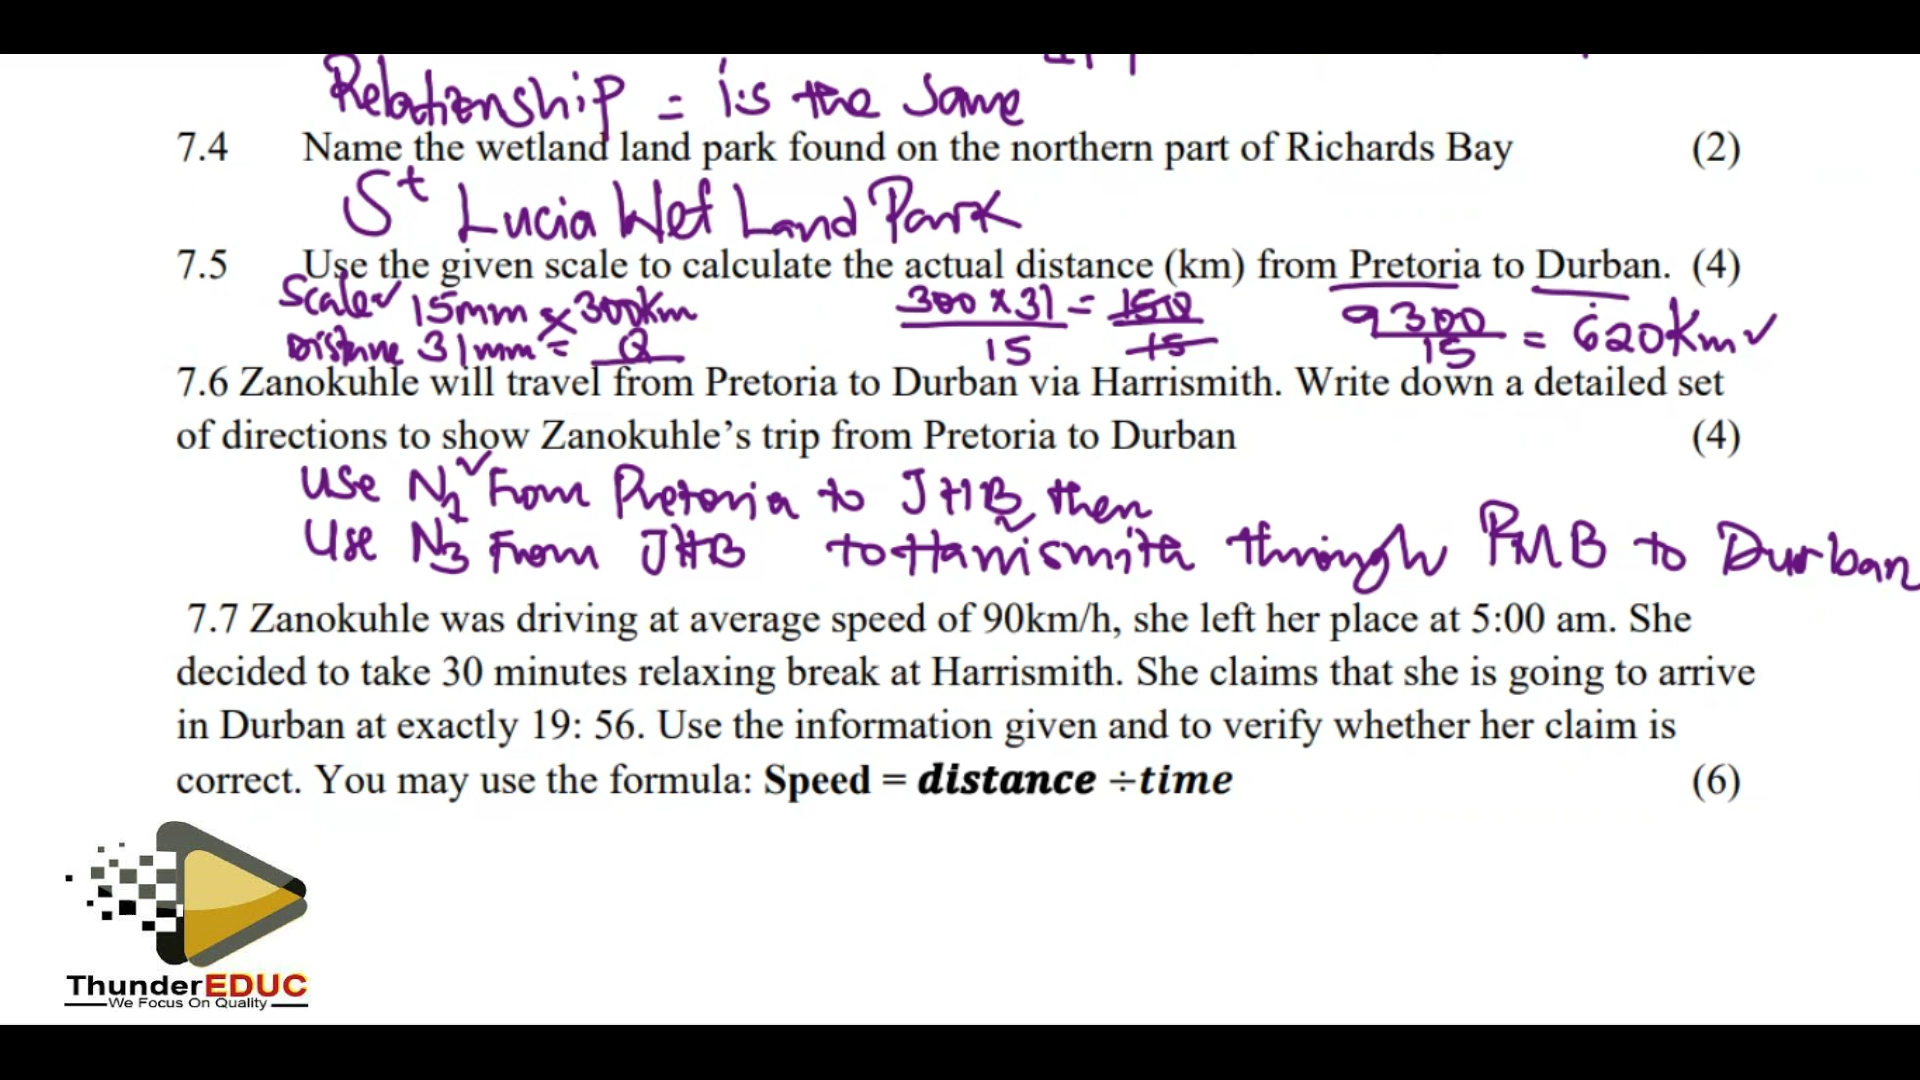 Relationship = is the same
7.4 Name the wetland land park found on the northern part of Richards Bay (2)
St Lucia Wet Land Park
7.5 Use the given scale to calculate the actual distance (km) from Pretoria to Durban. (4)
Scale 15mm × 300km 300 × 31 = 150 9300 = 620Km ✓
Distance 31mm = 15 15 15
7.6 Zanokuhle will travel from Pretoria to Durban via Harrismith. Write down a detailed set
of directions to show Zanokuhle’s trip from Pretoria to Durban (4)
Use N1 ✓ From Pretoria to JHB then
Use N3 From JHB to Harrismith through PMB to Durban
7.7 Zanokuhle was driving at average speed of 90km/h, she left her place at 5:00 am. She
decided to take 30 minutes relaxing break at Harrismith. She claims that she is going to arrive
in Durban at exactly 19: 56. Use the information given and to verify whether her claim is
correct. You may use the formula: Speed = distance ÷time (6)
ThunderEDUC
We Focus On Quality